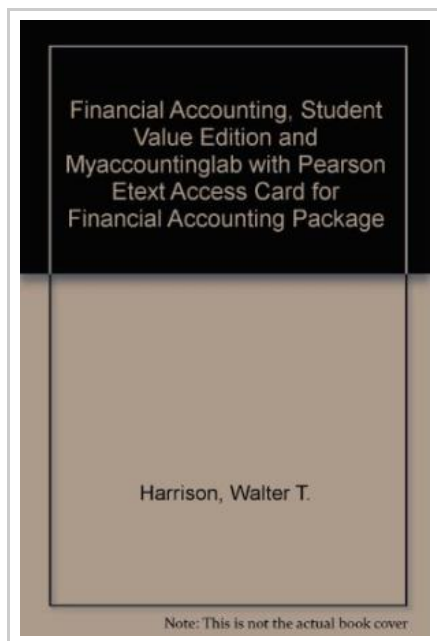 Financial Accounting, Student
Value Edition and
Myaccountinglab with Pearson
Etext Access Card for
Financial Accounting Package
Harrison, Walter T.
Note: This is not the actual book cover